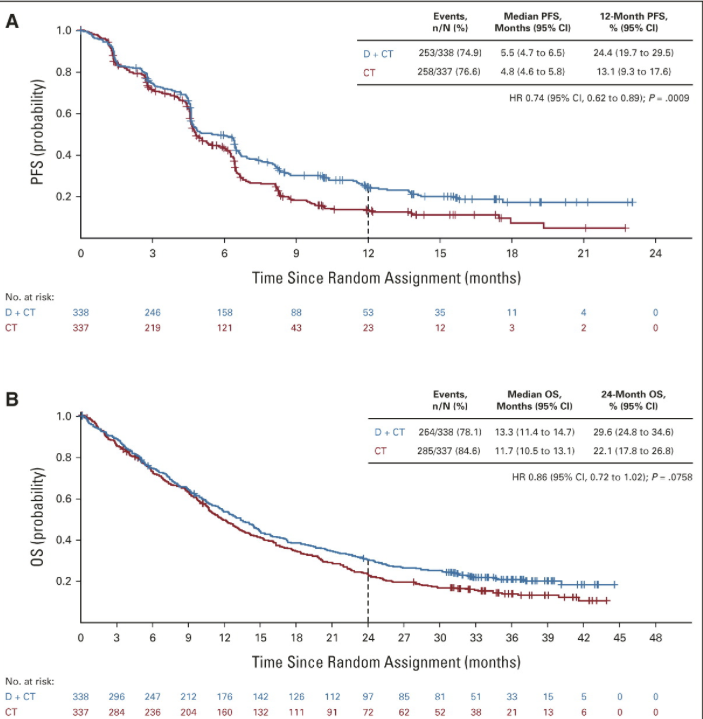 A
Events, Median PFS, 12-Month PFS,
n/N (%) Months (95% CI) % (95% CI)
D + CT 253/338 (74.9) 5.5 (4.7 to 6.5) 24.4 (19.7 to 29.5)
CT 258/337 (76.6) 4.8 (4.6 to 5.8) 13.1 (9.3 to 17.6)
HR 0.74 (95% CI, 0.62 to 0.89); P = .0009
PFS (probability)
1.0
0.8
0.6
0.4
0.2
0 3 6 9 12 15 18 21 24
Time Since Random Assignment (months)
No. at risk:
D + CT 338 246 158 88 53 35 11 4 0
CT 337 219 121 43 23 12 3 2 0
B
Events, Median OS, 24-Month OS,
n/N (%) Months (95% CI) % (95% CI)
D + CT 264/338 (78.1) 13.3 (11.4 to 14.7) 29.6 (24.8 to 34.6)
CT 285/337 (84.6) 11.7 (10.5 to 13.1) 22.1 (17.8 to 26.8)
HR 0.86 (95% CI, 0.72 to 1.02); P = .0758
OS (probability)
1.0
0.8
0.6
0.4
0.2
0 3 6 9 12 15 18 21 24 27 30 33 36 39 42 45 48
Time Since Random Assignment (months)
No. at risk:
D + CT 338 296 247 212 176 142 126 112 97 85 81 51 33 15 5 0 0
CT 337 284 236 204 160 132 111 91 72 62 52 38 21 13 6 0 0